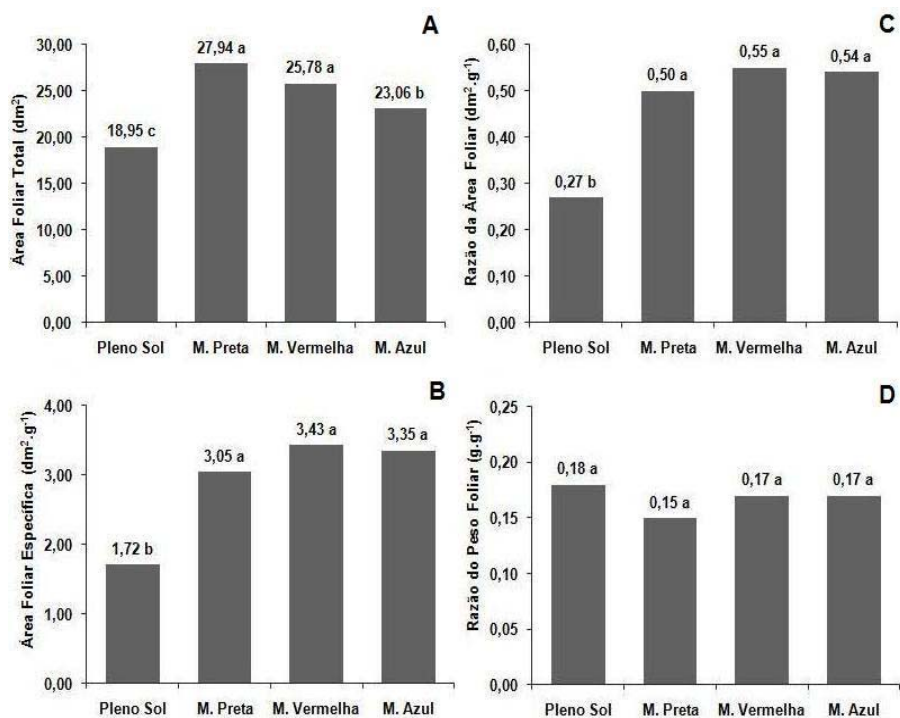 A
Área Foliar Total (dm²)
30,00
25,00
20,00
15,00
10,00
5,00
0,00
18,95 c
27,94 a
25,78 a
23,06 b
Pleno Sol
M. Preta
M. Vermelha
M. Azul
C
Razão da Área Foliar (dm².g⁻¹)
0,60
0,50
0,40
0,30
0,20
0,10
0,00
0,27 b
0,50 a
0,55 a
0,54 a
Pleno Sol
M. Preta
M. Vermelha
M. Azul
B
Área Foliar Específica (dm².g⁻¹)
4,00
3,00
2,00
1,00
0,00
1,72 b
3,05 a
3,43 a
3,35 a
Pleno Sol
M. Preta
M. Vermelha
M. Azul
D
Razão do Peso Foliar (g.g⁻¹)
0,25
0,20
0,15
0,10
0,05
0,00
0,18 a
0,15 a
0,17 a
0,17 a
Pleno Sol
M. Preta
M. Vermelha
M. Azul